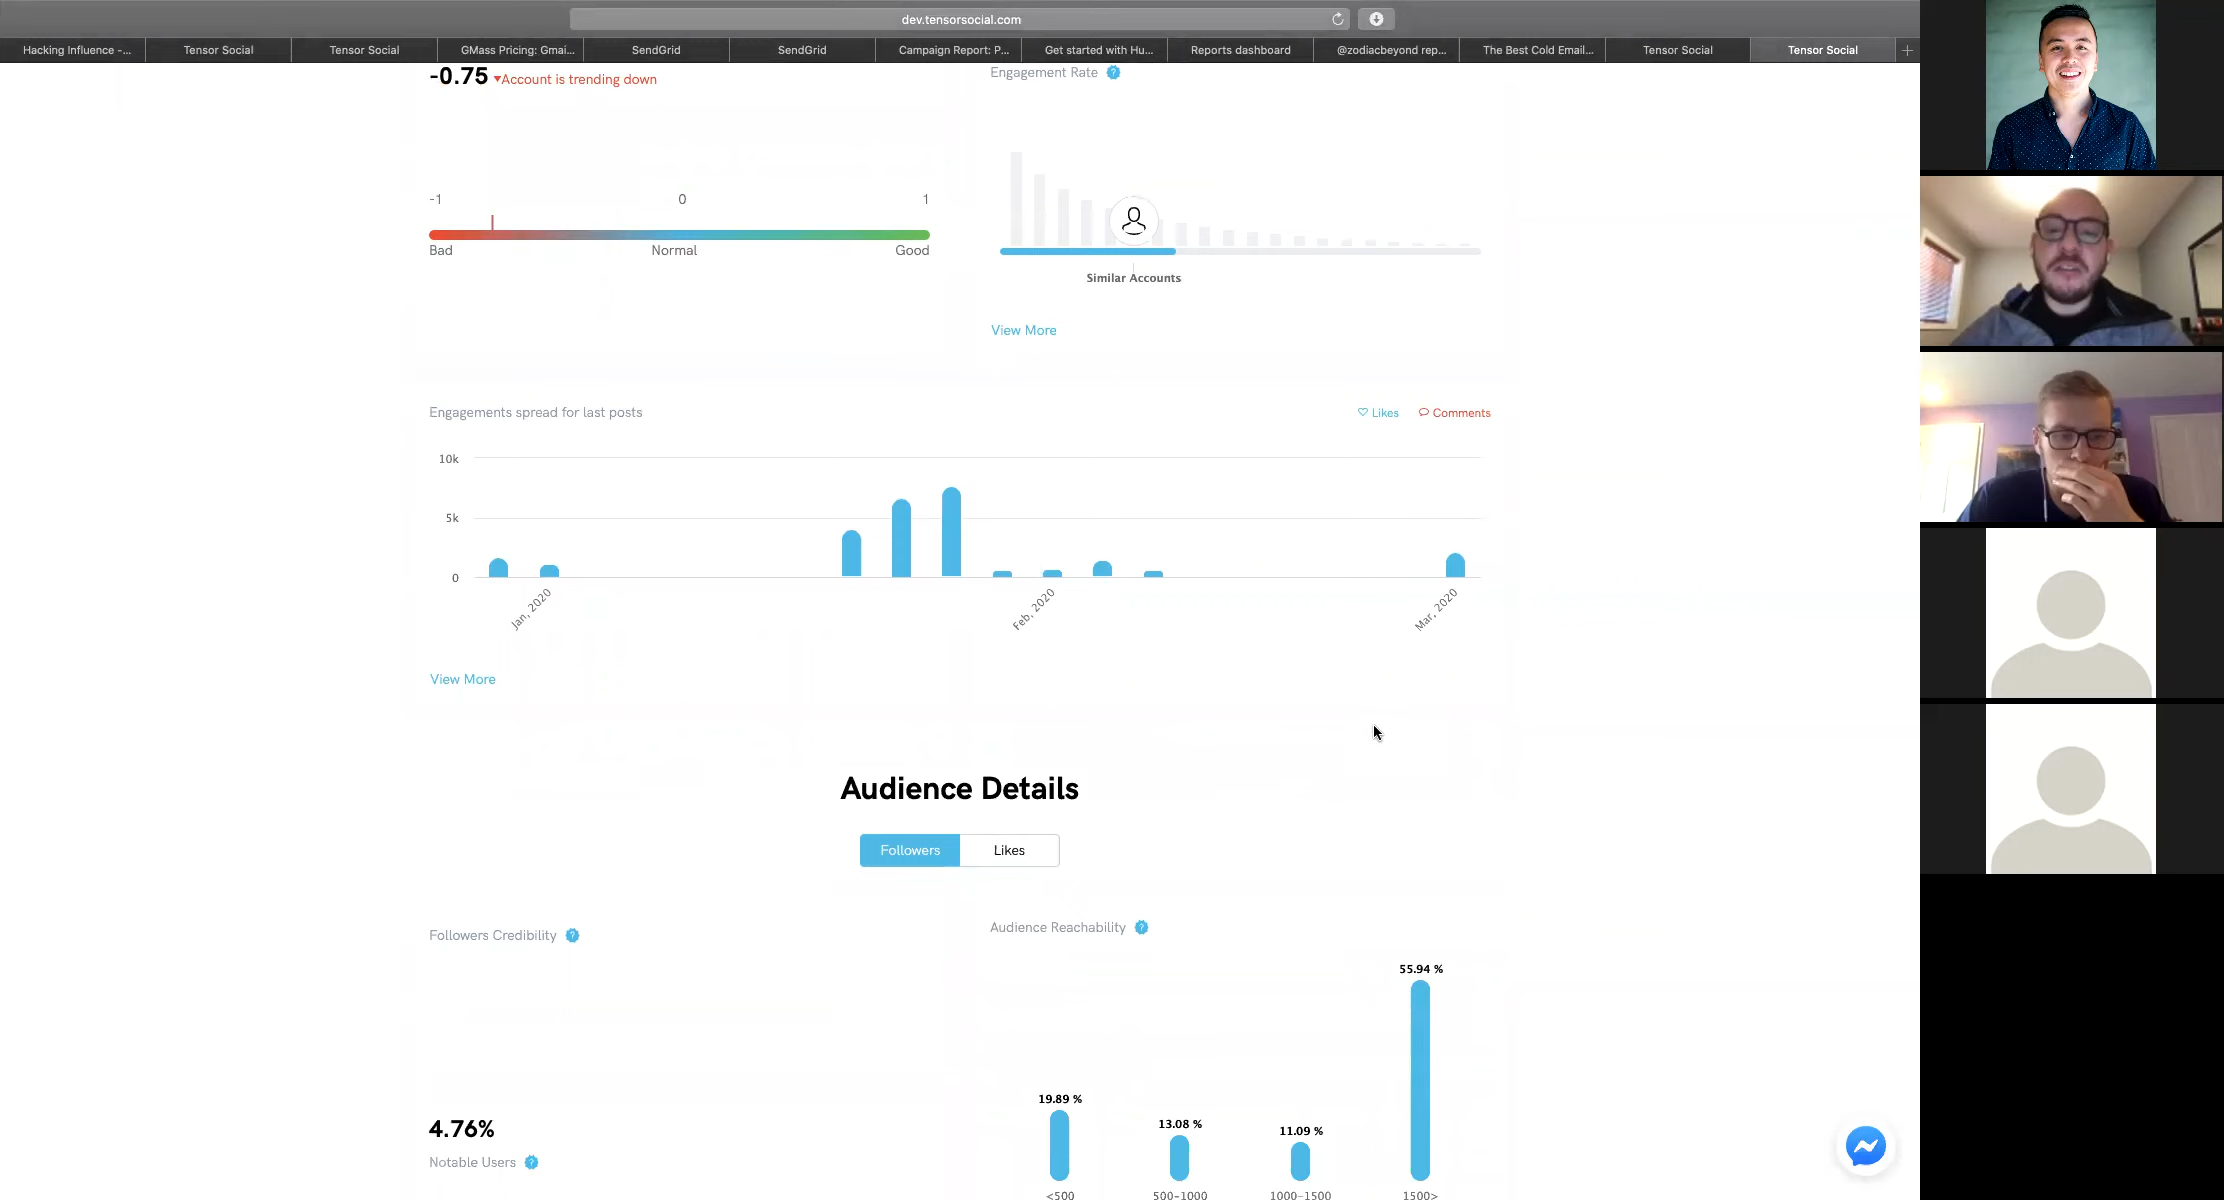 dev.tensorsocial.com
Hacking Influence -...
Tensor Social
Tensor Social
GMass Pricing: Gmai...
SendGrid
SendGrid
Campaign Report: P...
Get started with Hu...
Reports dashboard
@zodiacbeyond rep...
The Best Cold Email...
Tensor Social
Tensor Social
-0.75 Account is trending down
-1 0 1
Bad Normal Good
Engagement Rate
Similar Accounts
View More
Engagements spread for last posts
Likes Comments
10k
5k
0
Jan, 2020
Feb, 2020
Mar, 2020
View More
Audience Details
Followers Likes
Followers Credibility
4.76%
Notable Users
Audience Reachability
55.94 %
19.89 %
13.08 %
11.09 %
<500 500-1000 1000-1500 1500>